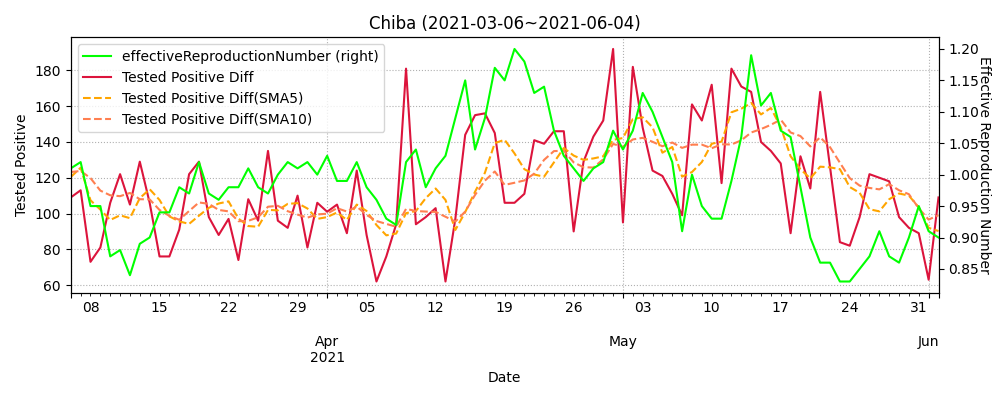 Chiba (2021-03-06~2021-06-04)
effectiveReproductionNumber (right)
Tested Positive Diff
Tested Positive Diff(SMA5)
Tested Positive Diff(SMA10)
Tested Positive
180
160
140
120
100
80
60
1.20
1.15
1.10
1.05
1.00
0.95
0.90
0.85
Effective Reproduction Number
08 15 22 29 05 12 19 26 03 10 17 24 31
Apr May Jun
2021
Date